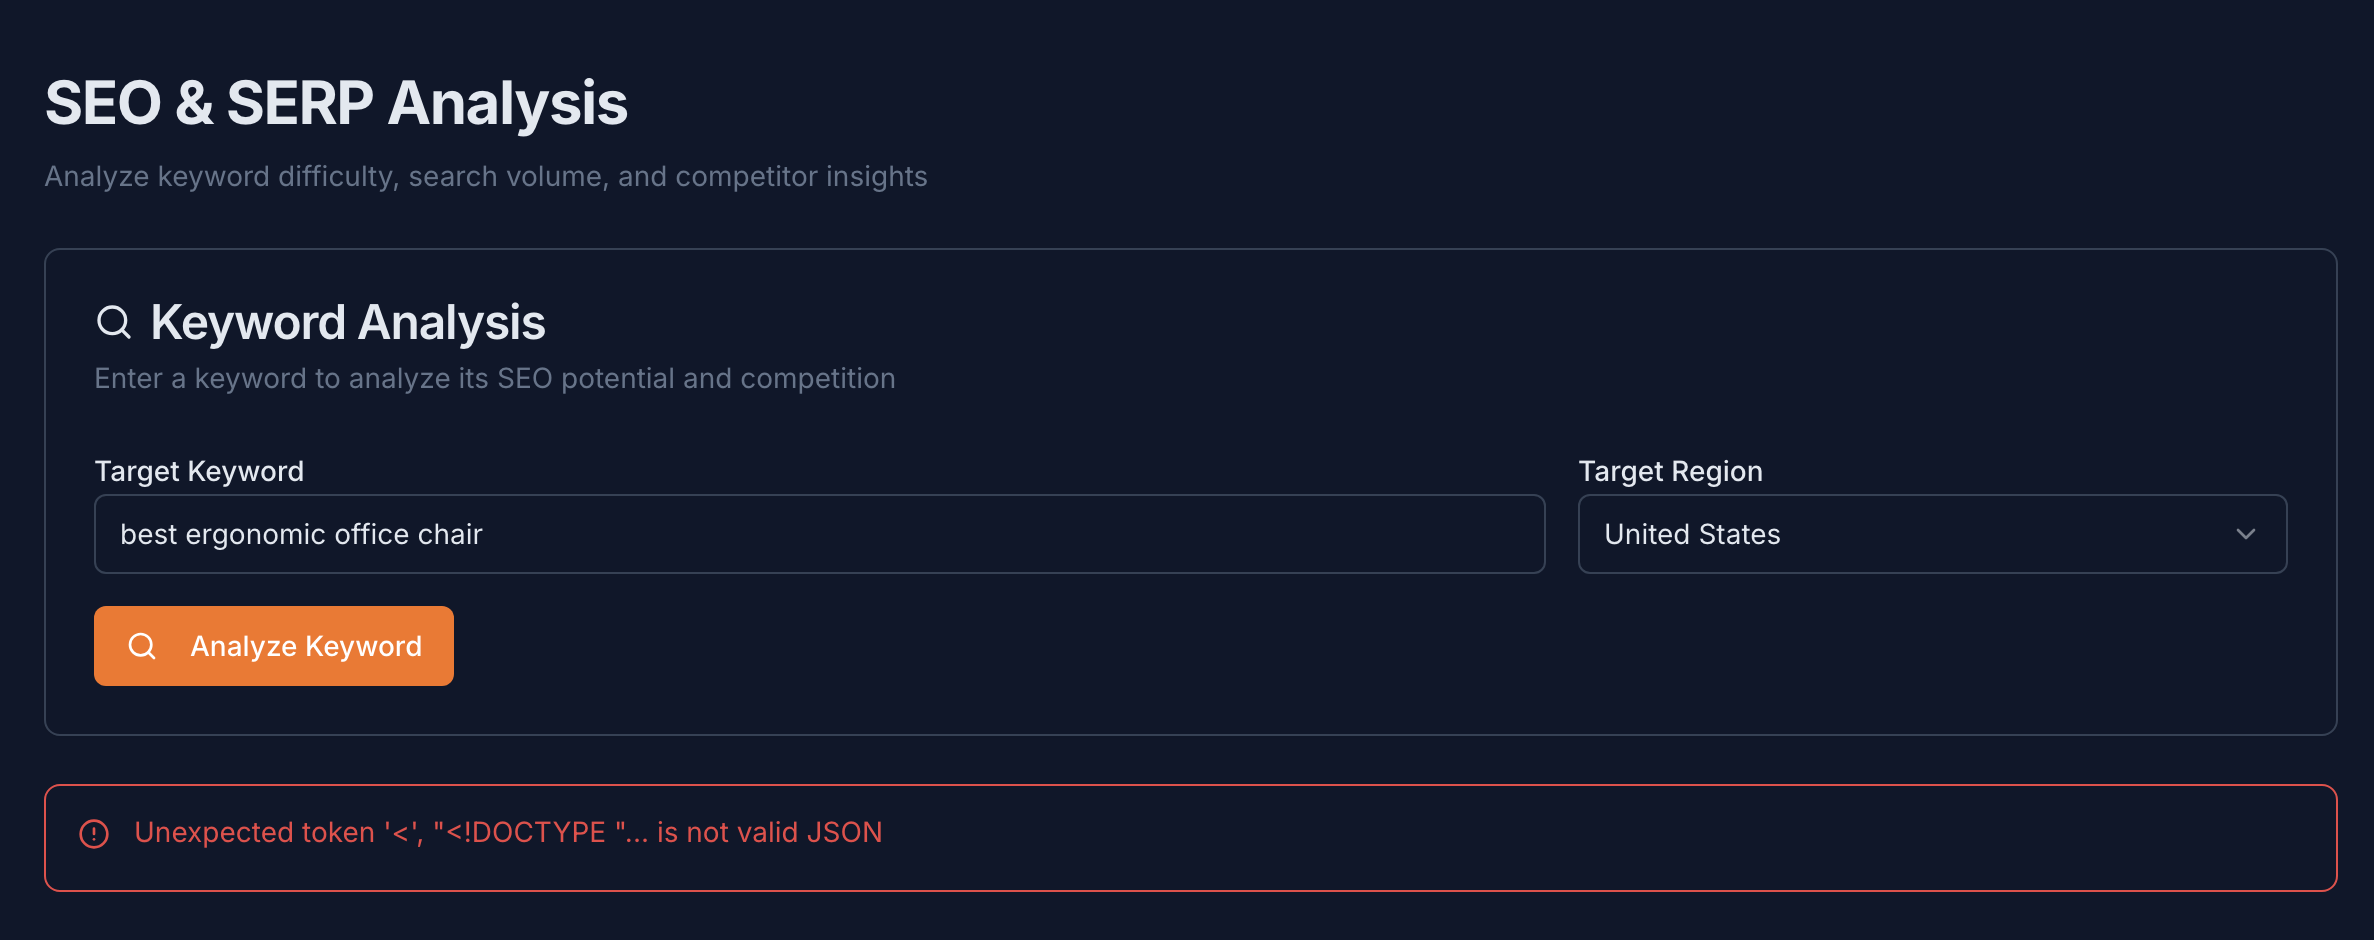 SEO & SERP Analysis
Analyze keyword difficulty, search volume, and competitor insights
Keyword Analysis
Enter a keyword to analyze its SEO potential and competition
Target Keyword
best ergonomic office chair
Target Region
United States
Analyze Keyword
Unexpected token '<', "<!DOCTYPE "... is not valid JSON